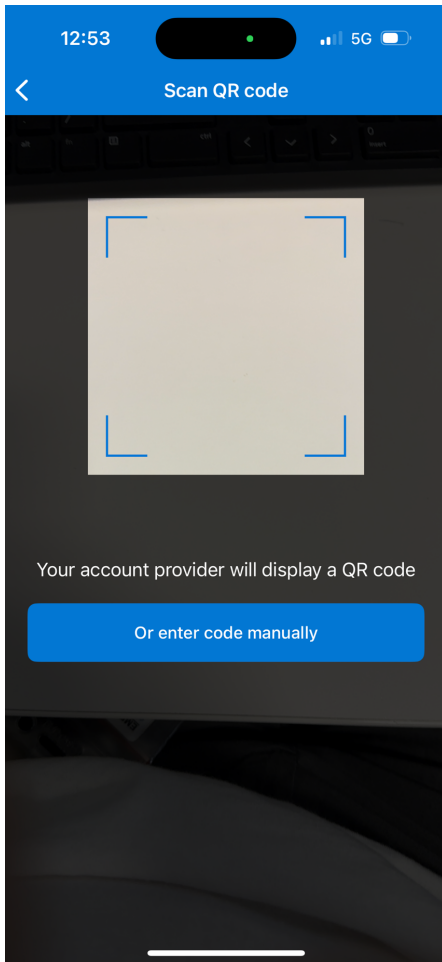 12:53
5G
Scan QR code
Your account provider will display a QR code
Or enter code manually